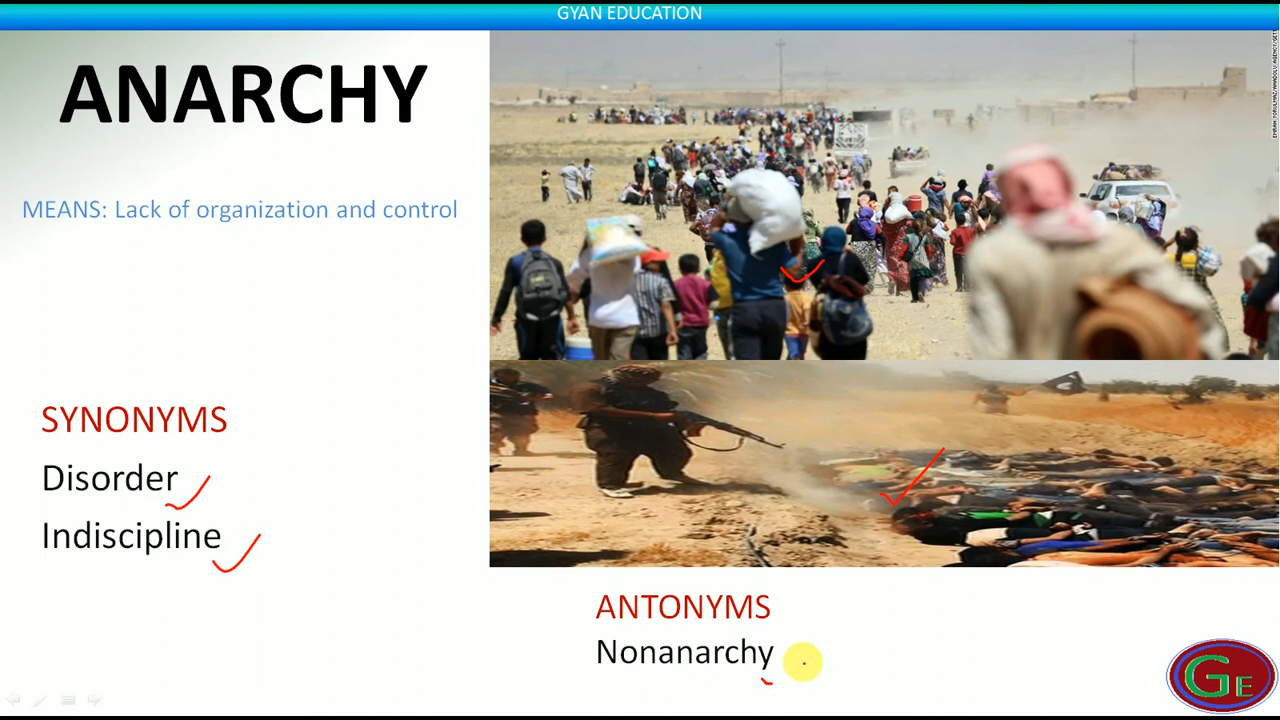 GYAN EDUCATION
ANARCHY
MEANS: Lack of organization and control
SYNONYMS
Disorder
Indiscipline
ANTONYMS
Nonanarchy
GE